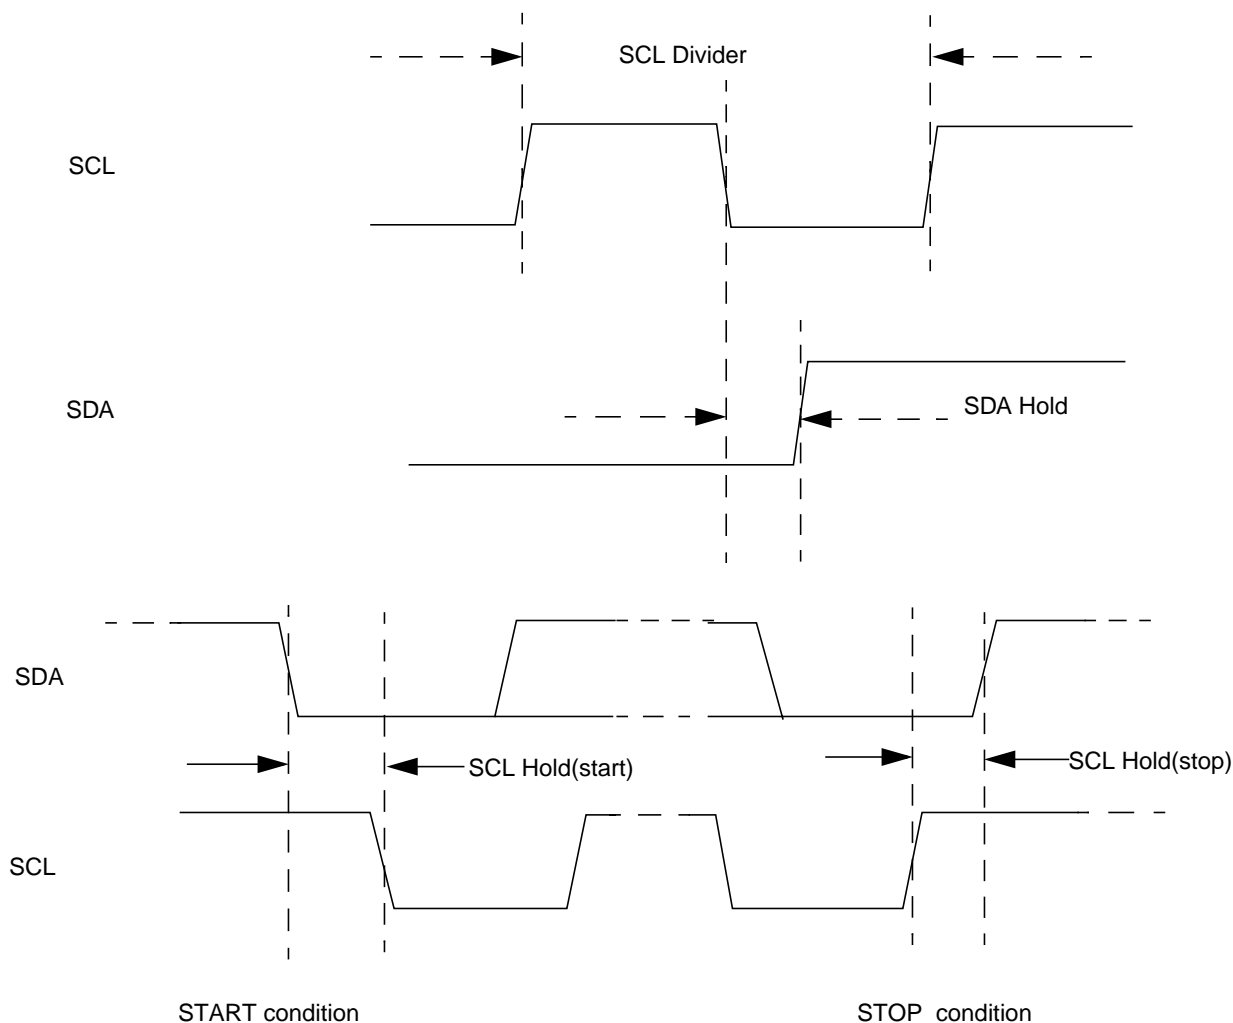 SCL Divider
SCL
SDA
SDA Hold
SDA
SCL Hold(start)
SCL Hold(stop)
SCL
START condition
STOP condition